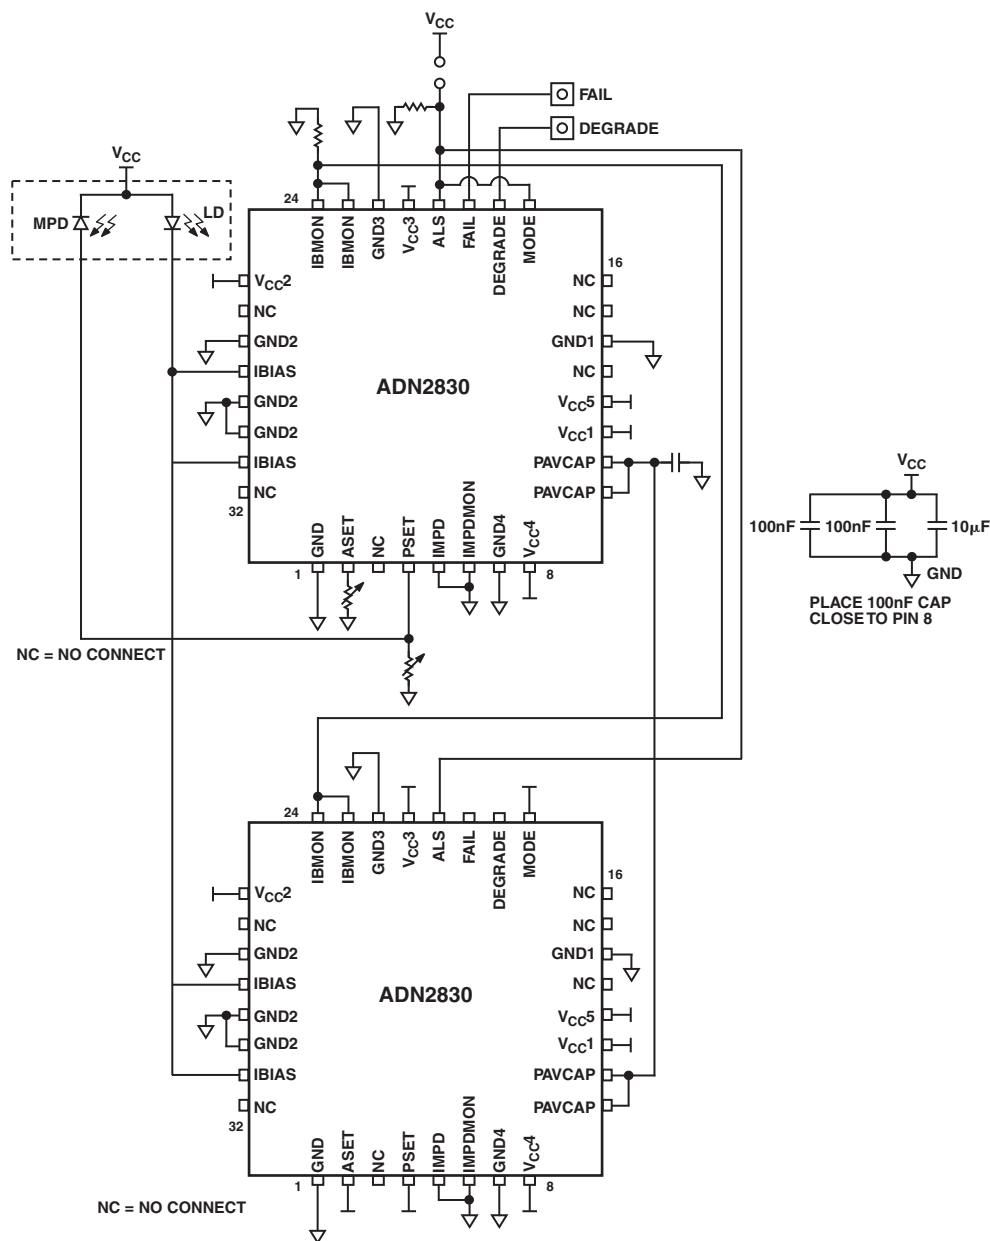 VCC
FAIL
DEGRADE
VCC
MPD
LD
24
IBMON
IBMON
GND3
VCC3
ALS
FAIL
DEGRADE
MODE
16
VCC2
NC
GND2
IBIAS
GND2
GND2
IBIAS
NC
32
ADN2830
NC
NC
GND1
NC
VCC5
VCC1
PAVCAP
PAVCAP
1
GND
ASET
NC
PSET
IMPD
IMPDMON
GND4
VCC4
8
VCC
100nF
100nF
10μF
GND
PLACE 100nF CAP
CLOSE TO PIN 8
NC = NO CONNECT
24
IBMON
IBMON
GND3
VCC3
ALS
FAIL
DEGRADE
MODE
16
VCC2
NC
GND2
IBIAS
GND2
GND2
IBIAS
NC
32
ADN2830
NC
NC
GND1
NC
VCC5
VCC1
PAVCAP
PAVCAP
1
GND
ASET
NC
PSET
IMPD
IMPDMON
GND4
VCC4
8
NC = NO CONNECT